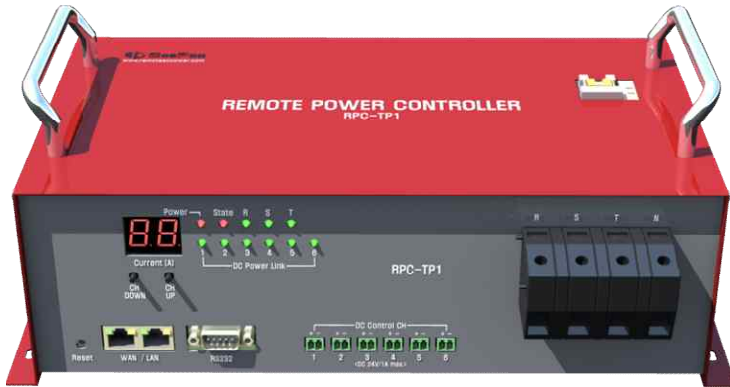 REMOTE POWER CONTROLLER
RPC-TP1
Power State R S T
88
1 2 3 4 5 6
DC Power Link
Current (A)
CH DOWN
CH UP
RPC-TP1
R S T N
Reset
WAN / LAN
RS232
DC Control CH
+ - + - + - + - + - + -
1 2 3 4 5 6
<DC 24V/1A max.>